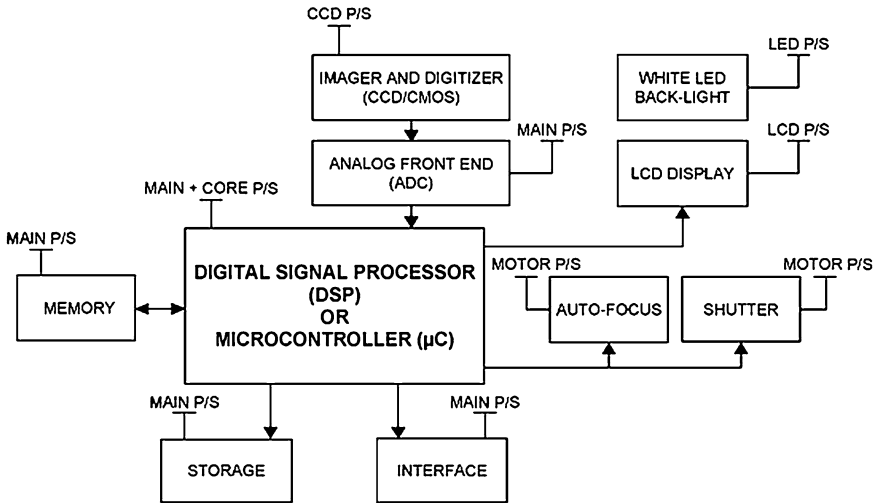 CCD P/S
IMAGER AND DIGITIZER
(CCD/CMOS)
WHITE LED
BACK-LIGHT
LED P/S
MAIN P/S
ANALOG FRONT END
(ADC)
LCD P/S
LCD DISPLAY
MAIN + CORE P/S
MAIN P/S
MEMORY
DIGITAL SIGNAL PROCESSOR
(DSP)
OR
MICROCONTROLLER (µC)
MOTOR P/S
AUTO-FOCUS
MOTOR P/S
SHUTTER
MAIN P/S
STORAGE
MAIN P/S
INTERFACE